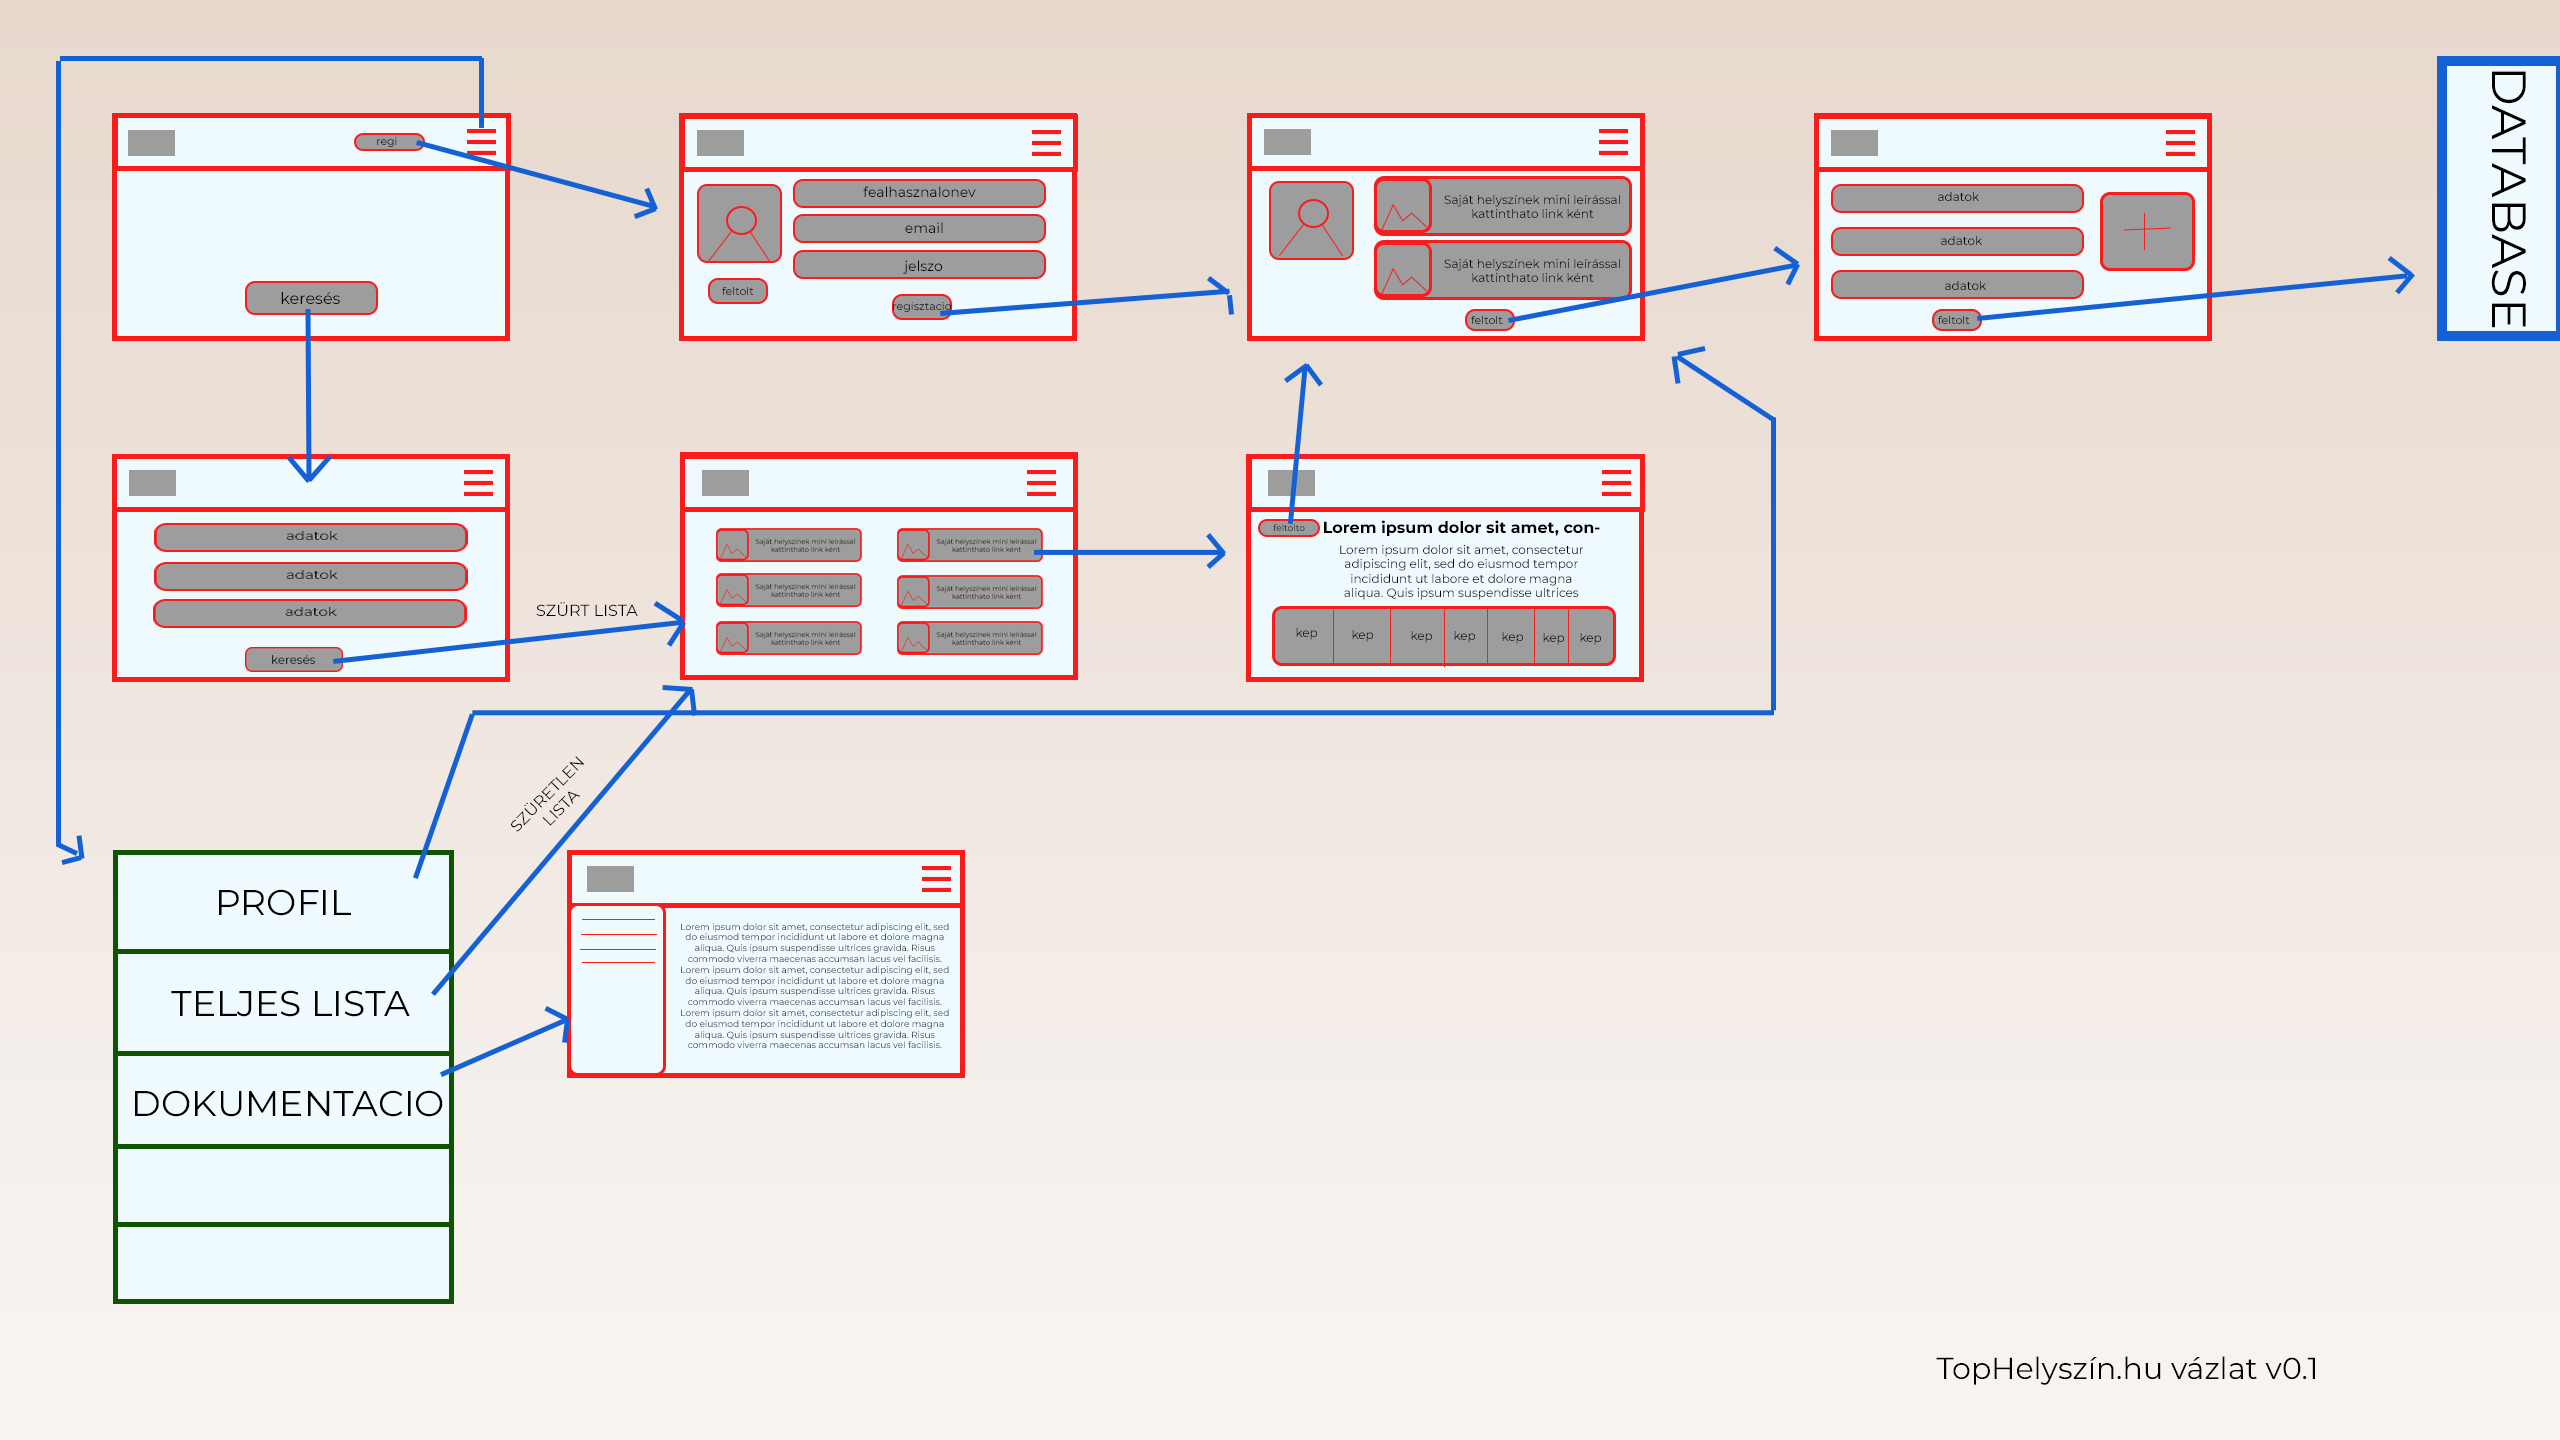 regi
keresés
fealhasznalonev
email
jelszo
feltolt
regisztacio
Saját helyszínek mini leírással
kattintható link ként
Saját helyszínek mini leírással
kattintható link ként
feltolt
adatok
adatok
adatok
feltolt
DATABASE
adatok
adatok
adatok
keresés
SZÜRT LISTA
Saját helyszínek mini leírással
kattintható link ként
Saját helyszínek mini leírással
kattintható link ként
Saját helyszínek mini leírással
kattintható link ként
Saját helyszínek mini leírással
kattintható link ként
Saját helyszínek mini leírással
kattintható link ként
Saját helyszínek mini leírással
kattintható link ként
feltolto
Lorem ipsum dolor sit amet, con-
Lorem ipsum dolor sit amet, consectetur
adipiscing elit, sed do eiusmod tempor
incididunt ut labore et dolore magna
aliqua. Quis ipsum suspendisse ultrices
kep
kep
kep
kep
kep
kep
kep
SZÜRETLEN
LISTA
PROFIL
TELJES LISTA
DOKUMENTACIO
Lorem ipsum dolor sit amet, consectetur adipiscing elit, sed
do eiusmod tempor incididunt ut labore et dolore magna
aliqua. Quis ipsum suspendisse ultrices gravida. Risus
commodo viverra maecenas accumsan lacus vel facilisis.
Lorem ipsum dolor sit amet, consectetur adipiscing elit, sed
do eiusmod tempor incididunt ut labore et dolore magna
aliqua. Quis ipsum suspendisse ultrices gravida. Risus
commodo viverra maecenas accumsan lacus vel facilisis.
Lorem ipsum dolor sit amet, consectetur adipiscing elit, sed
do eiusmod tempor incididunt ut labore et dolore magna
aliqua. Quis ipsum suspendisse ultrices gravida. Risus
commodo viverra maecenas accumsan lacus vel facilisis.
TopHelyszín.hu vázlat v0.1